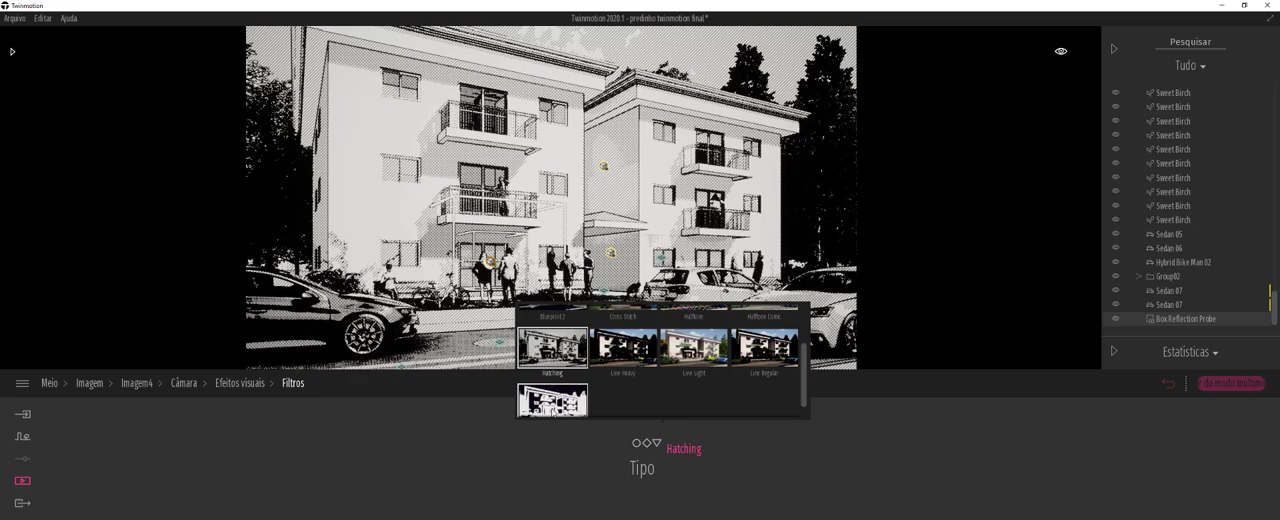 Twinmotion
Arquivo Editar Ajuda
Twinmotion 2020.1 - predinho twinmotion final*
Pesquisar
Tudo
Sweet Birch
Sweet Birch
Sweet Birch
Sweet Birch
Sweet Birch
Sweet Birch
Sweet Birch
Sweet Birch
Sweet Birch
Sweet Birch
Sedan 05
Sedan 06
Hybrid Bike Man 02
Group02
Sedan 07
Sedan 07
Box Reflection Probe
Estatísticas
Blueprint 2 Cross Stitch Halftone Halftone Comic
Hatching Line Heavy Line Light Line Regular
Meio > Imagem > Imagem4 > Câmara > Efeitos visuais > Filtros
do modo multim
Hatching
Tipo